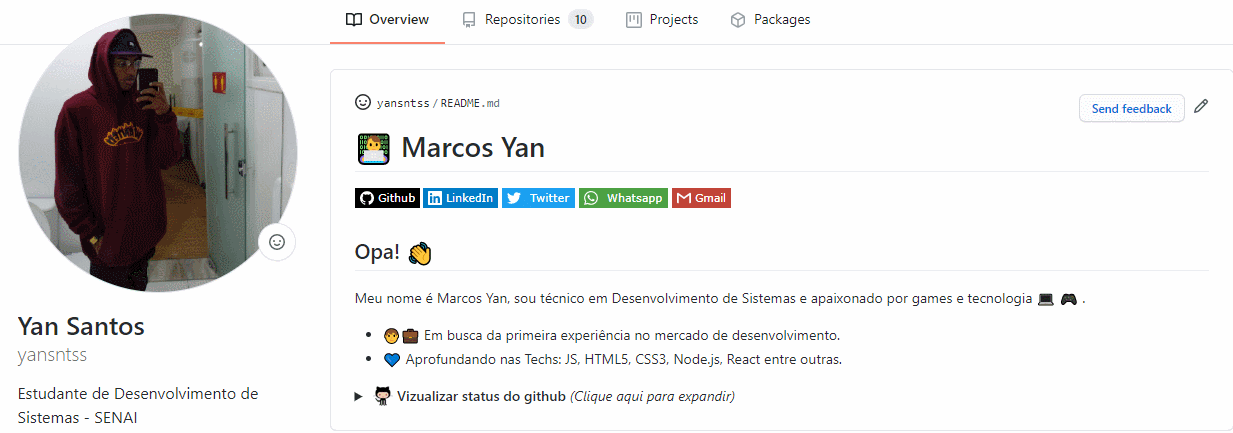 Overview
Repositories 10
Projects
Packages
yansntss/README.md
Send feedback
Marcos Yan
Github
LinkedIn
Twitter
Whatsapp
Gmail
Opa!
Meu nome é Marcos Yan, sou técnico em Desenvolvimento de Sistemas e apaixonado por games e tecnologia 💻 🎮 .
Em busca da primeira experiência no mercado de desenvolvimento.
💙 Aprofundando nas Techs: JS, HTML5, CSS3, Node.js, React entre outras.
Vizualizar status do github (Clique aqui para expandir)
Yan Santos
yansntss
Estudante de Desenvolvimento de
Sistemas - SENAI